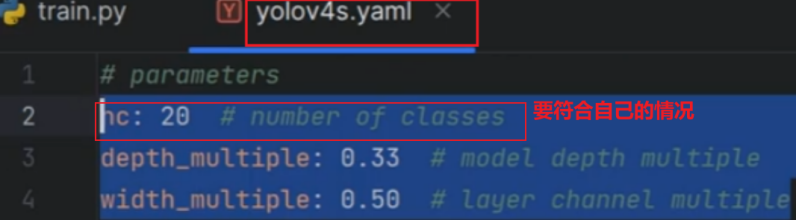 train.py yolov4s.yaml
1 # parameters
2 nc: 20 # number of classes 要符合自己的情况
3 depth_multiple: 0.33 # model depth multiple
4 width_multiple: 0.50 # layer channel multiple